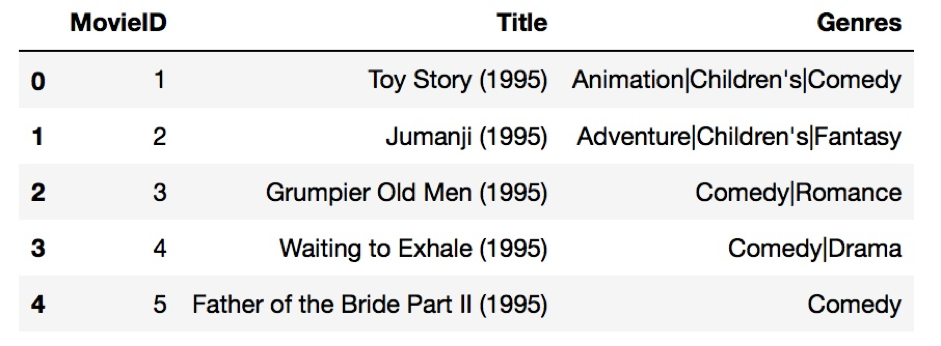 MovieID Title Genres
0 1 Toy Story (1995) Animation|Children's|Comedy
1 2 Jumanji (1995) Adventure|Children's|Fantasy
2 3 Grumpier Old Men (1995) Comedy|Romance
3 4 Waiting to Exhale (1995) Comedy|Drama
4 5 Father of the Bride Part II (1995) Comedy